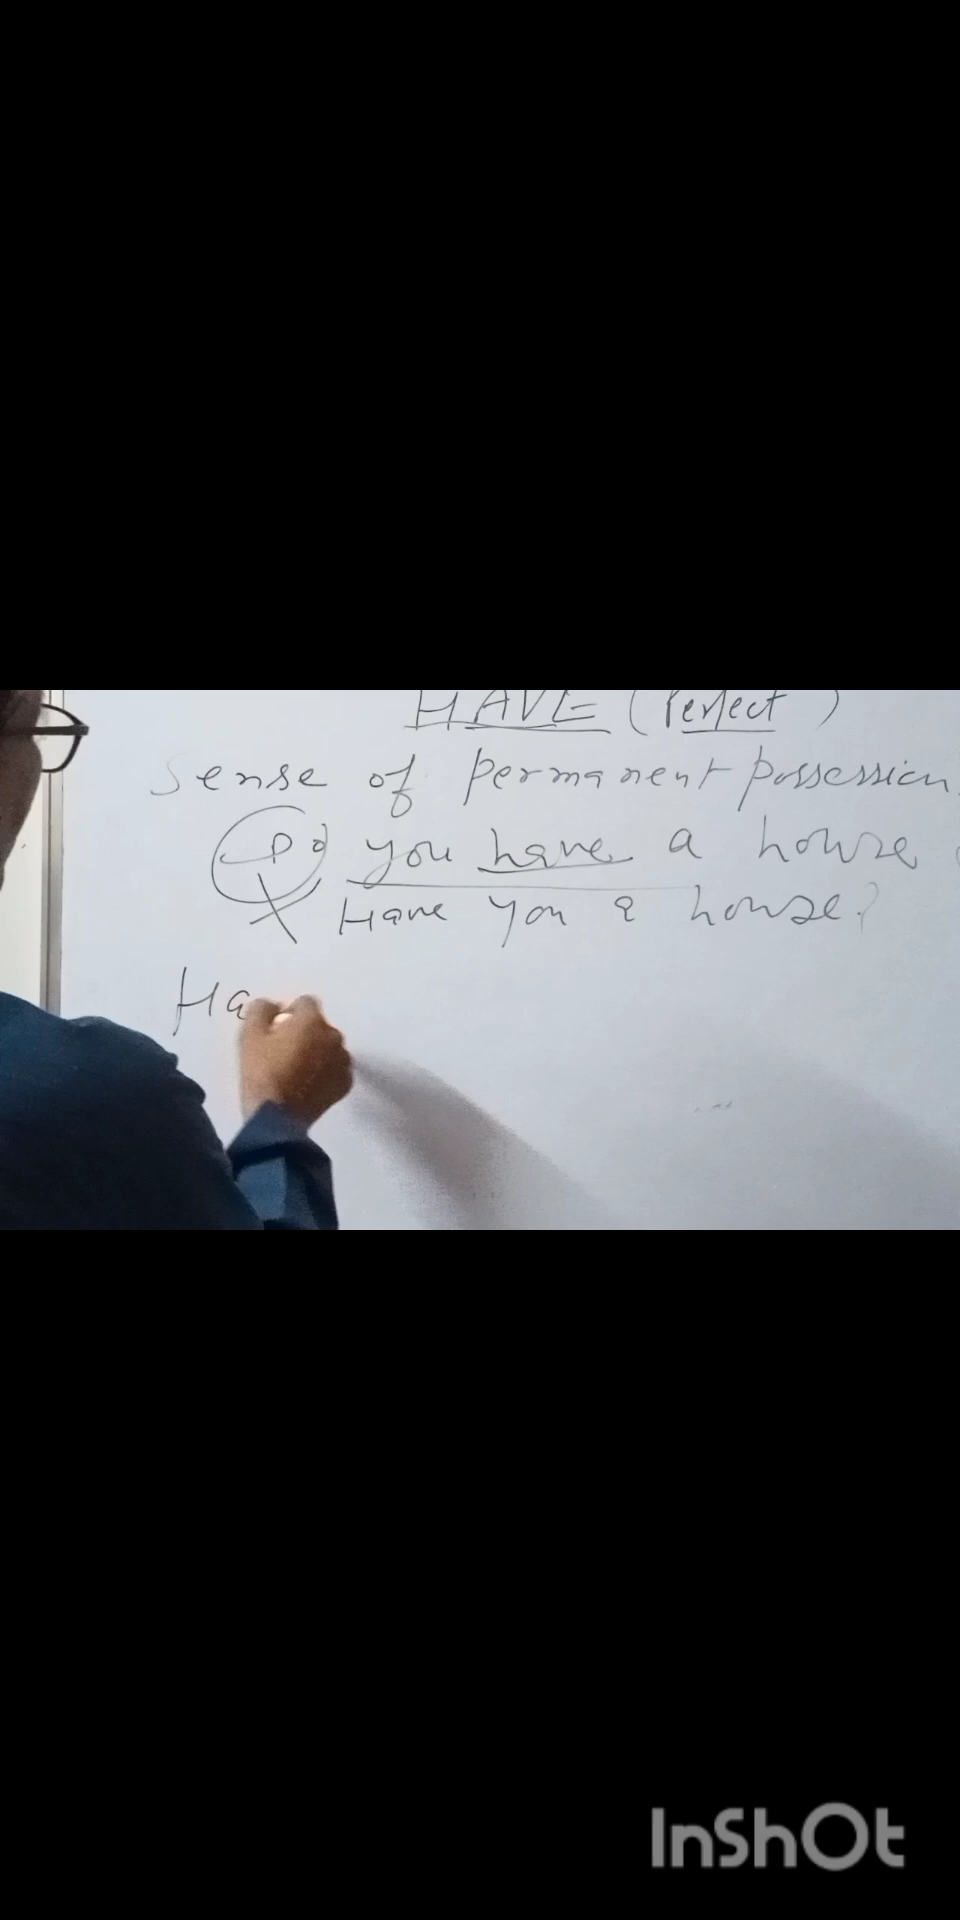 HAVE (Perfect)
Sense of permanent possession
Do you have a house
X Have you a house?
Ha
InShOt